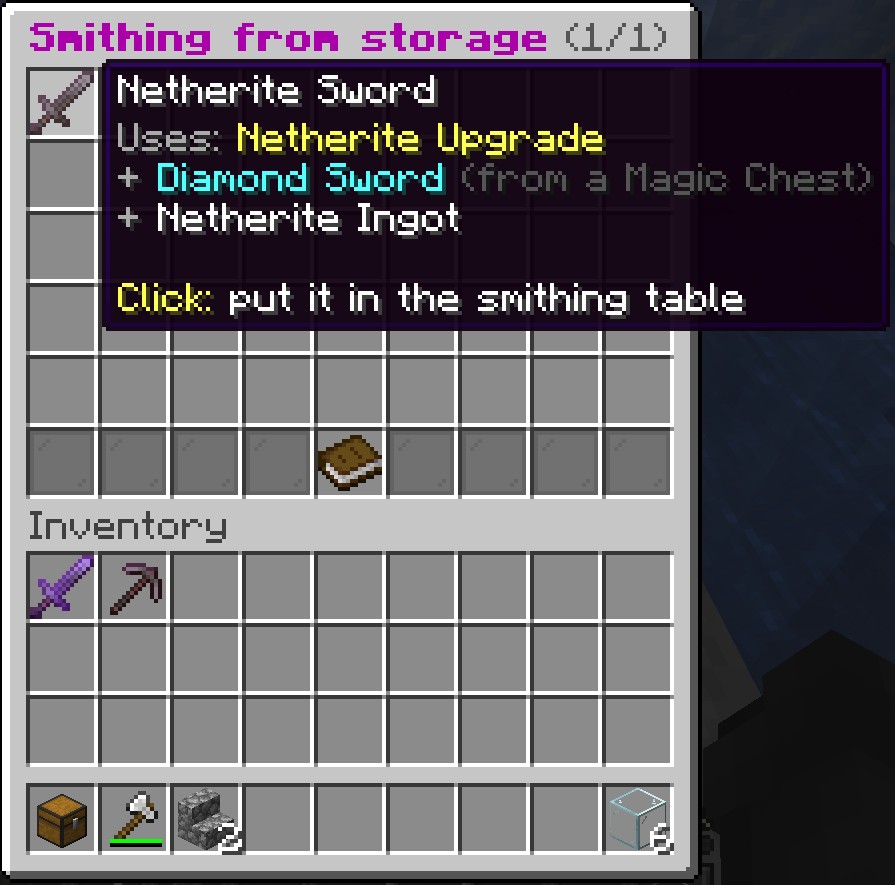 Smithing from storage (1/1)
Netherite Sword
Uses: Netherite Upgrade
+ Diamond Sword (from a Magic Chest)
+ Netherite Ingot
Click: put it in the smithing table
Inventory
2
6